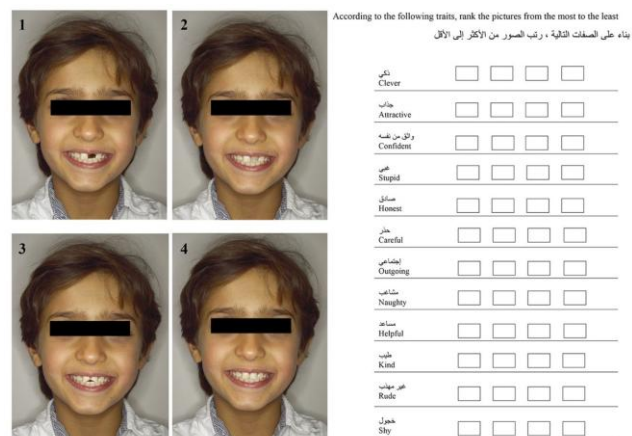 1
2
3
4
According to the following traits, rank the pictures from the most to the least
بناء على الصفات التالية ، رتب الصور من الأكثر إلى الأقل
ذكي
Clever
جذاب
Attractive
واثق من نفسه
Confident
غبي
Stupid
صادق
Honest
حذر
Careful
إجتماعي
Outgoing
مشاغب
Naughty
مساعد
Helpful
طيب
Kind
غير مهذب
Rude
خجول
Shy